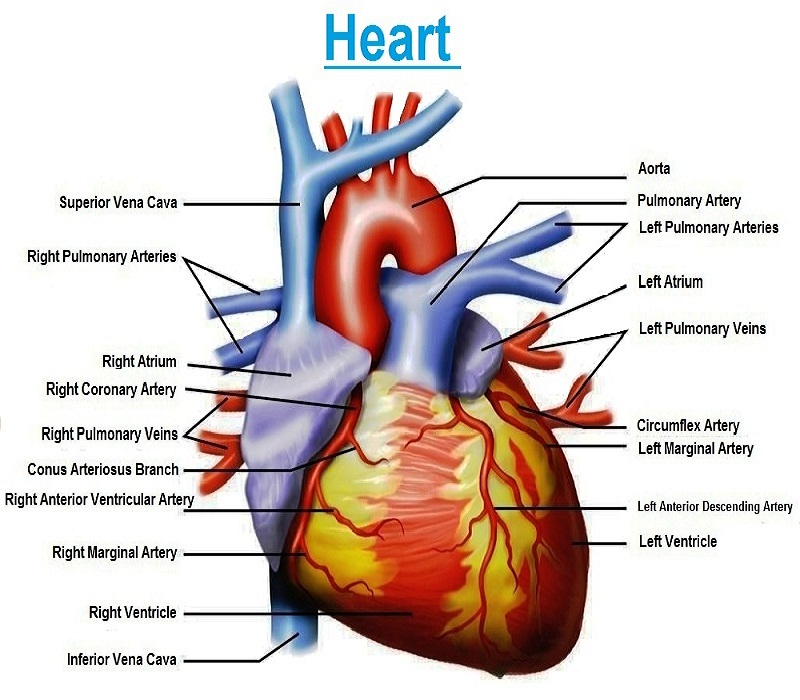 Heart
Superior Vena Cava
Right Pulmonary Arteries
Right Atrium
Right Coronary Artery
Right Pulmonary Veins
Conus Arteriosus Branch
Right Anterior Ventricular Artery
Right Marginal Artery
Right Ventricle
Inferior Vena Cava
Aorta
Pulmonary Artery
Left Pulmonary Arteries
Left Atrium
Left Pulmonary Veins
Circumflex Artery
Left Marginal Artery
Left Anterior Descending Artery
Left Ventricle